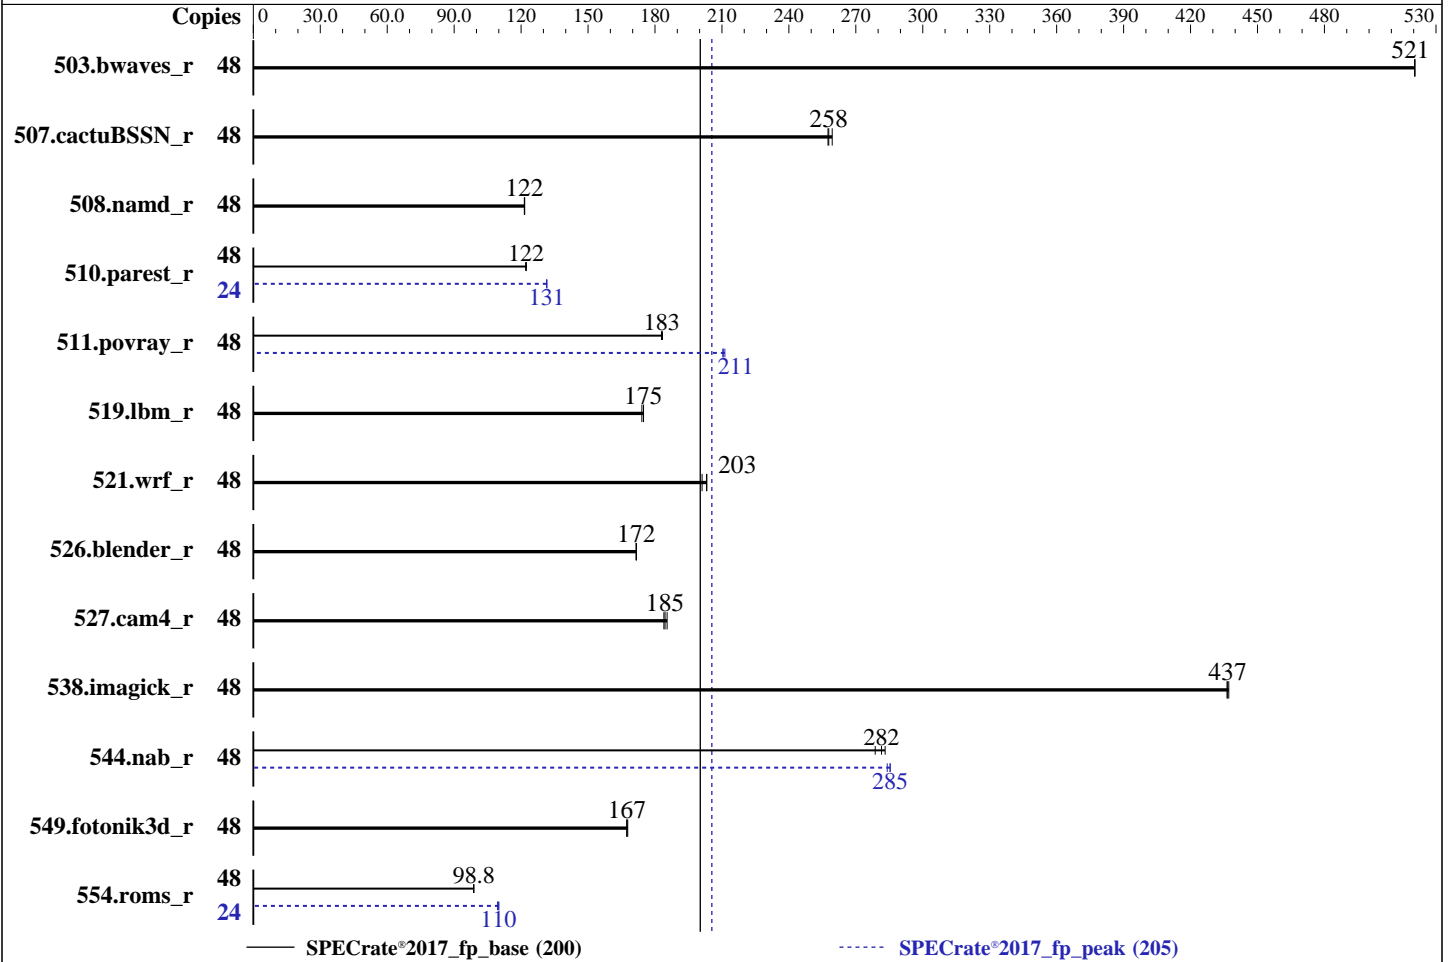 Copies 0 30.0 60.0 90.0 120 150 180 210 240 270 300 330 360 390 420 450 480 530
503.bwaves_r 48 521
507.cactuBSSN_r 48 258
508.namd_r 48 122
510.parest_r 48 122
24 131
511.povray_r 48 183
211
519.lbm_r 48 175
521.wrf_r 48 203
526.blender_r 48 172
527.cam4_r 48 185
538.imagick_r 48 437
544.nab_r 48 282
285
549.fotonik3d_r 48 167
554.roms_r 48 98.8
24 110
SPECrate®2017_fp_base (200) SPECrate®2017_fp_peak (205)